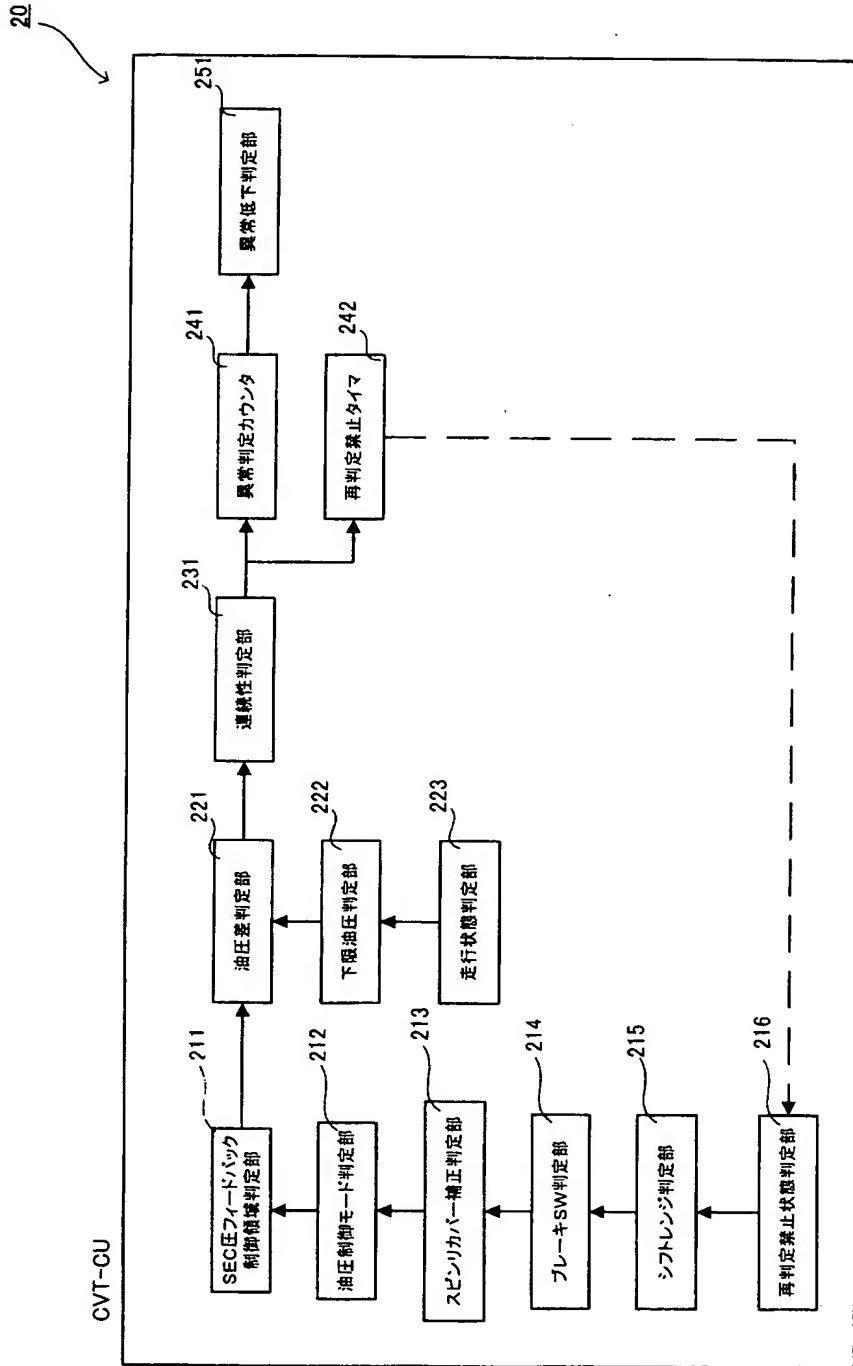 20
CVT-CU
211
SEC圧フィードバック
制御領域判定部
212
油圧制御モード判定部
213
スピンリカバー補正判定部
214
ブレーキSW判定部
215
シフトレンジ判定部
216
再判定禁止状態判定部
221
油圧差判定部
222
下限油圧判定部
223
走行状態判定部
231
連続性判定部
241
異常判定カウンタ
242
再判定禁止タイマ
251
異常低下判定部